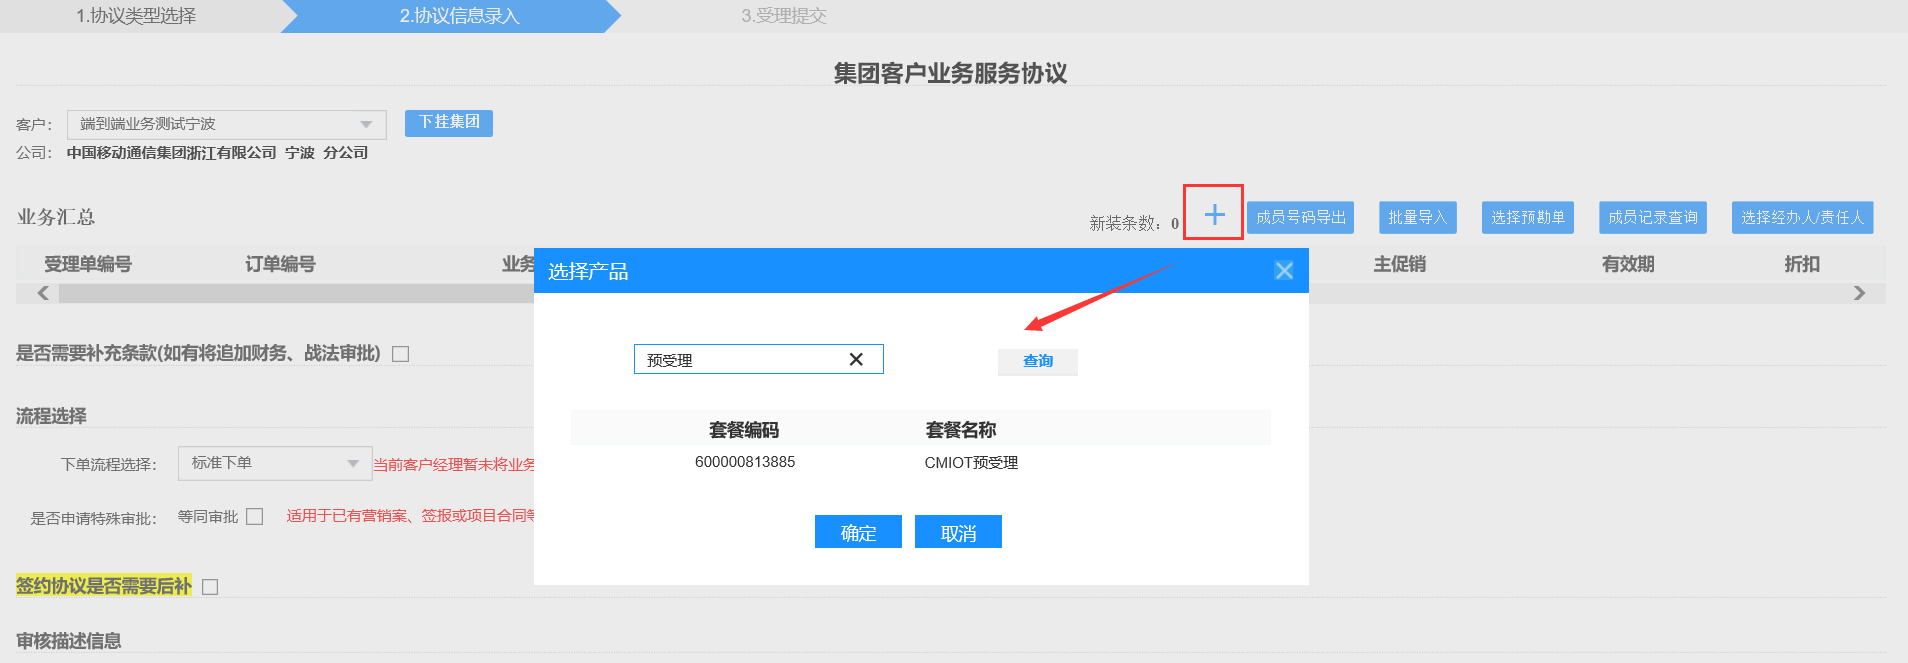 1.协议类型选择
2.协议信息录入
3.受理提交
集团客户业务服务协议
客户： 端到端业务测试宁波 下挂集团
公司： 中国移动通信集团浙江有限公司 宁波 分公司
业务汇总
新装条数：0 + 成员号码导出 批量导入 选择预勘单 成员记录查询 选择经办人/责任人
受理单编号 订单编号 业务 主促销 有效期 折扣
选择产品
预受理 查询
套餐编码 套餐名称
600000813885 CMIOT预受理
确定 取消
是否需要补充条款(如有将追加财务、战法审批)
流程选择
下单流程选择： 标准下单 当前客户经理暂未将业务
是否申请特殊审批： 等同审批 适用于已有营销案、签报或项目合同等
签约协议是否需要后补
审核描述信息